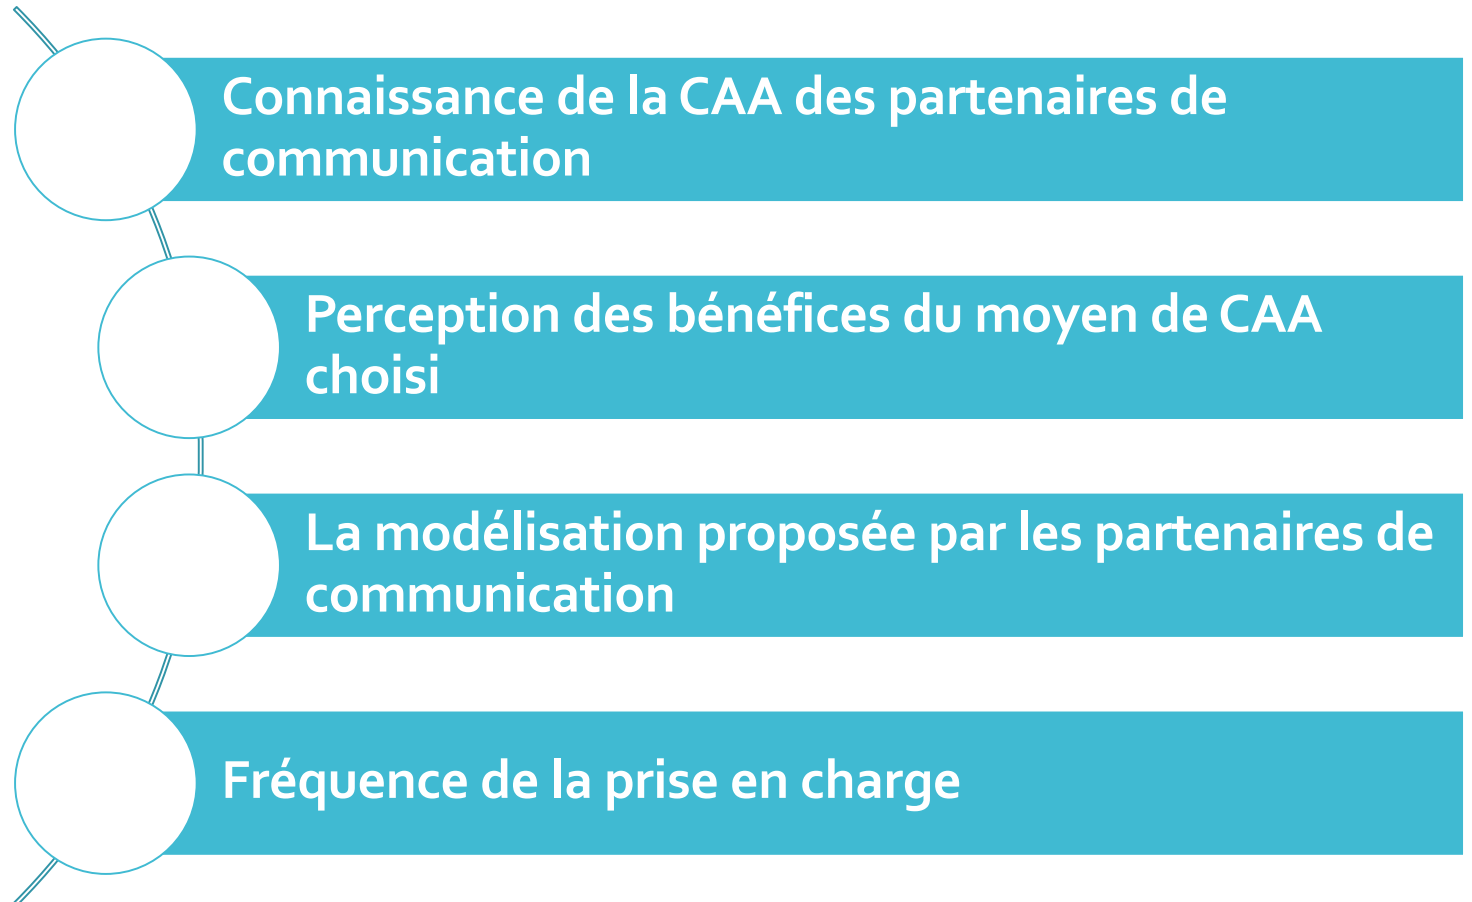 Connaissance de la CAA des partenaires de
communication
Perception des bénéfices du moyen de CAA
choisi
La modélisation proposée par les partenaires de
communication
Fréquence de la prise en charge